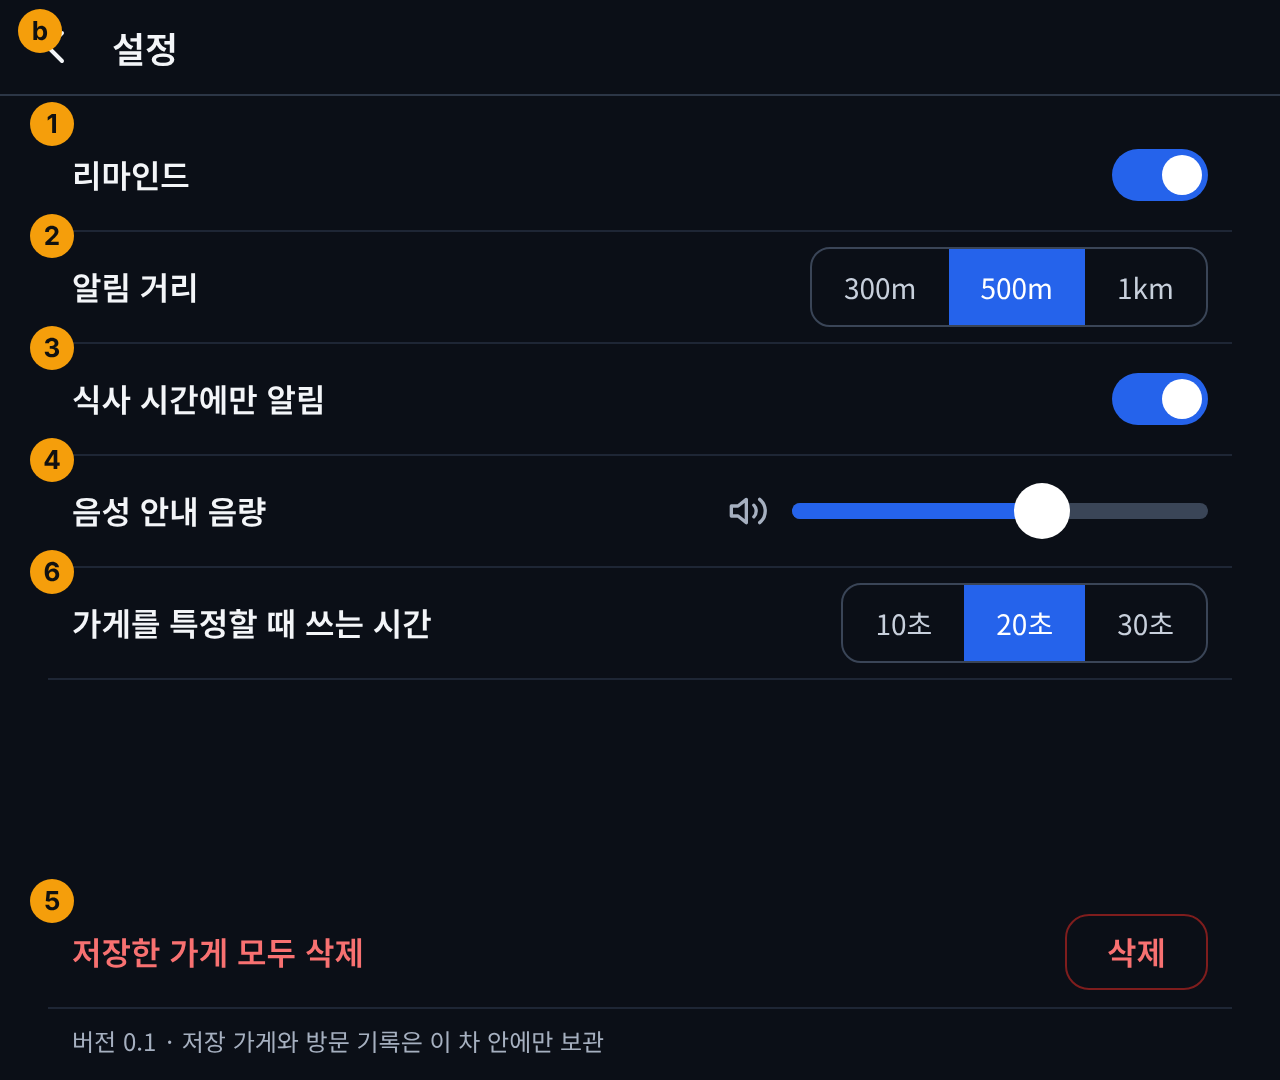 b
설정
1
리마인드
2
알림 거리 300m 500m 1km
3
식사 시간에만 알림
4
음성 안내 음량
6
가게를 특정할 때 쓰는 시간 10초 20초 30초
5
저장한 가게 모두 삭제 삭제
버전 0.1 · 저장 가게와 방문 기록은 이 차 안에만 보관